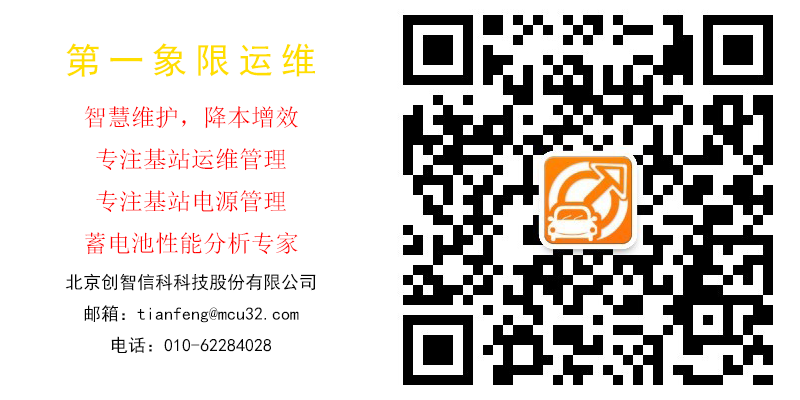 第一象限运维
智慧维护，降本增效
专注基站运维管理
专注基站电源管理
蓄电池性能分析专家
北京创智信科科技股份有限公司
邮箱：tianfeng@mcu32.com
电话：010-62284028